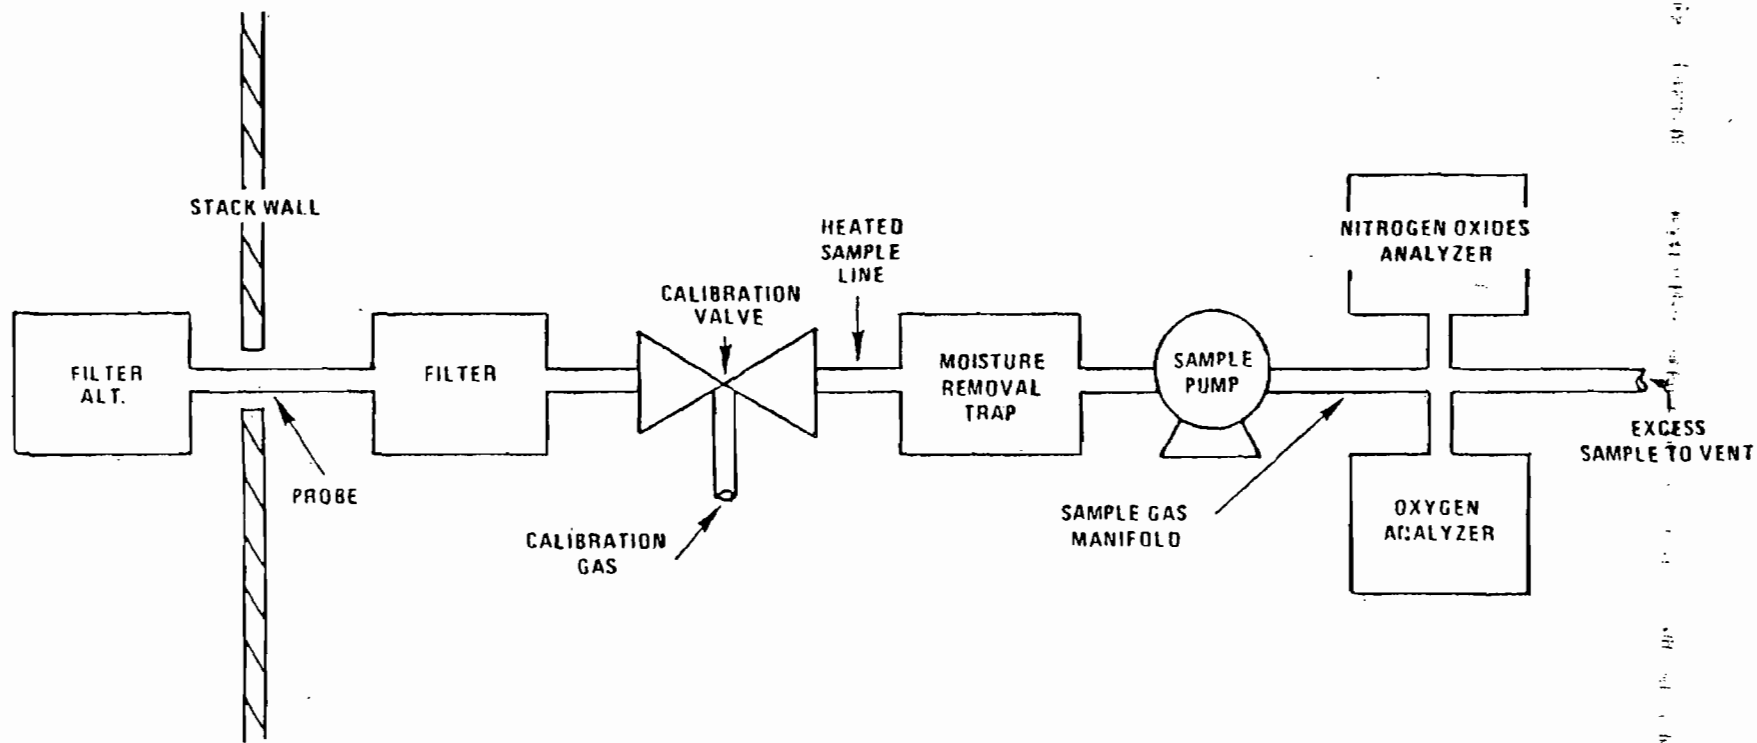 STACK WALL
FILTER
ALT.
PROBE
FILTER
CALIBRATION
VALVE
CALIBRATION
GAS
HEATED
SAMPLE
LINE
MOISTURE
REMOVAL
TRAP
SAMPLE
PUMP
SAMPLE GAS
MANIFOLD
NITROGEN OXIDES
ANALYZER
OXYGEN
ANALYZER
EXCESS
SAMPLE TO VENT